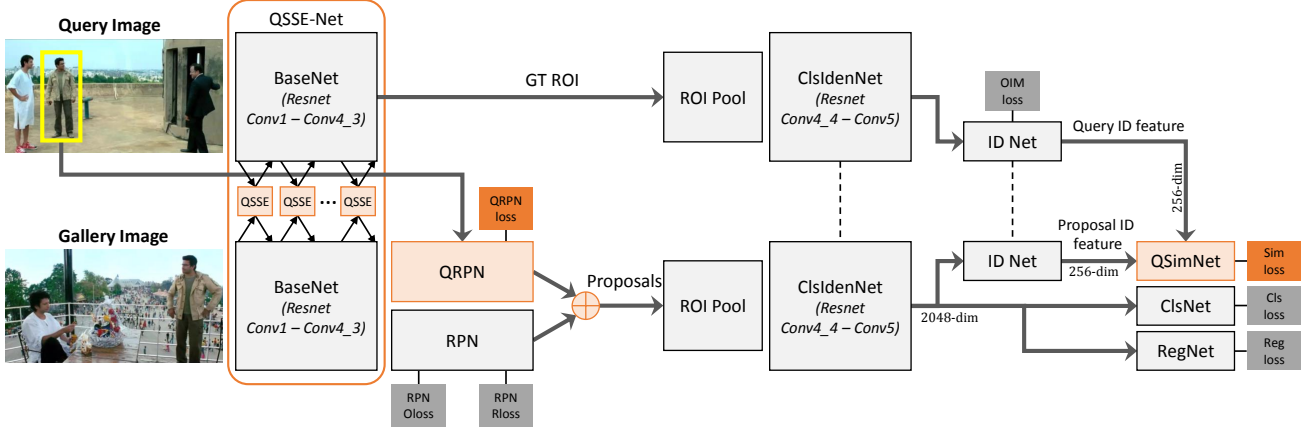 QSSE-Net
Query Image
BaseNet
(Resnet
Conv1 – Conv4_3)
GT ROI
ROI Pool
ClsIdenNet
(Resnet
Conv4_4 – Conv5)
OIM
loss
ID Net
Query ID feature
256-dim
QSSE
QSSE
...
QSSE
Gallery Image
BaseNet
(Resnet
Conv1 – Conv4_3)
QRPN
loss
QRPN
RPN
RPN
Oloss
RPN
Rloss
Proposals
ROI Pool
ClsIdenNet
(Resnet
Conv4_4 – Conv5)
2048-dim
ID Net
Proposal ID
feature
256-dim
QSimNet
Sim
loss
ClsNet
Cls
loss
RegNet
Reg
loss